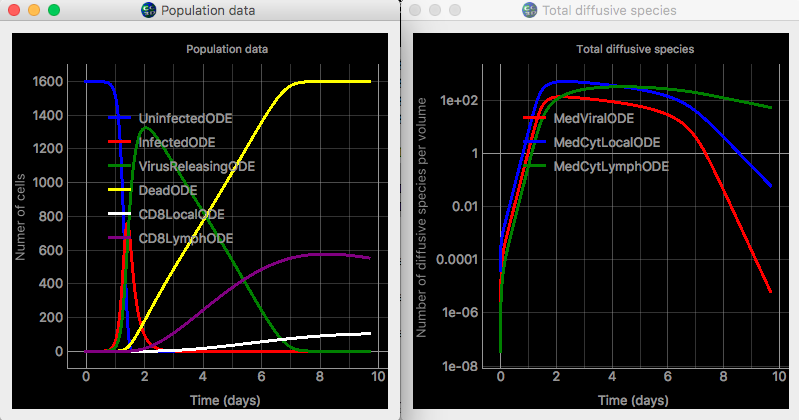 Population data
Population data
1600
1400
1200
1000
800
600
400
200
0
Numer of cells
UninfectedODE
InfectedODE
VirusReleasingODE
DeadODE
CD8LocalODE
CD8LymphODE
0
2
4
6
8
10
Time (days)
Total diffusive species
Total diffusive species
1e+02
1
0.01
0.0001
1e-06
1e-08
Number of diffusive species per volume
MedViralODE
MedCytLocalODE
MedCytLymphODE
0
2
4
6
8
10
Time (days)